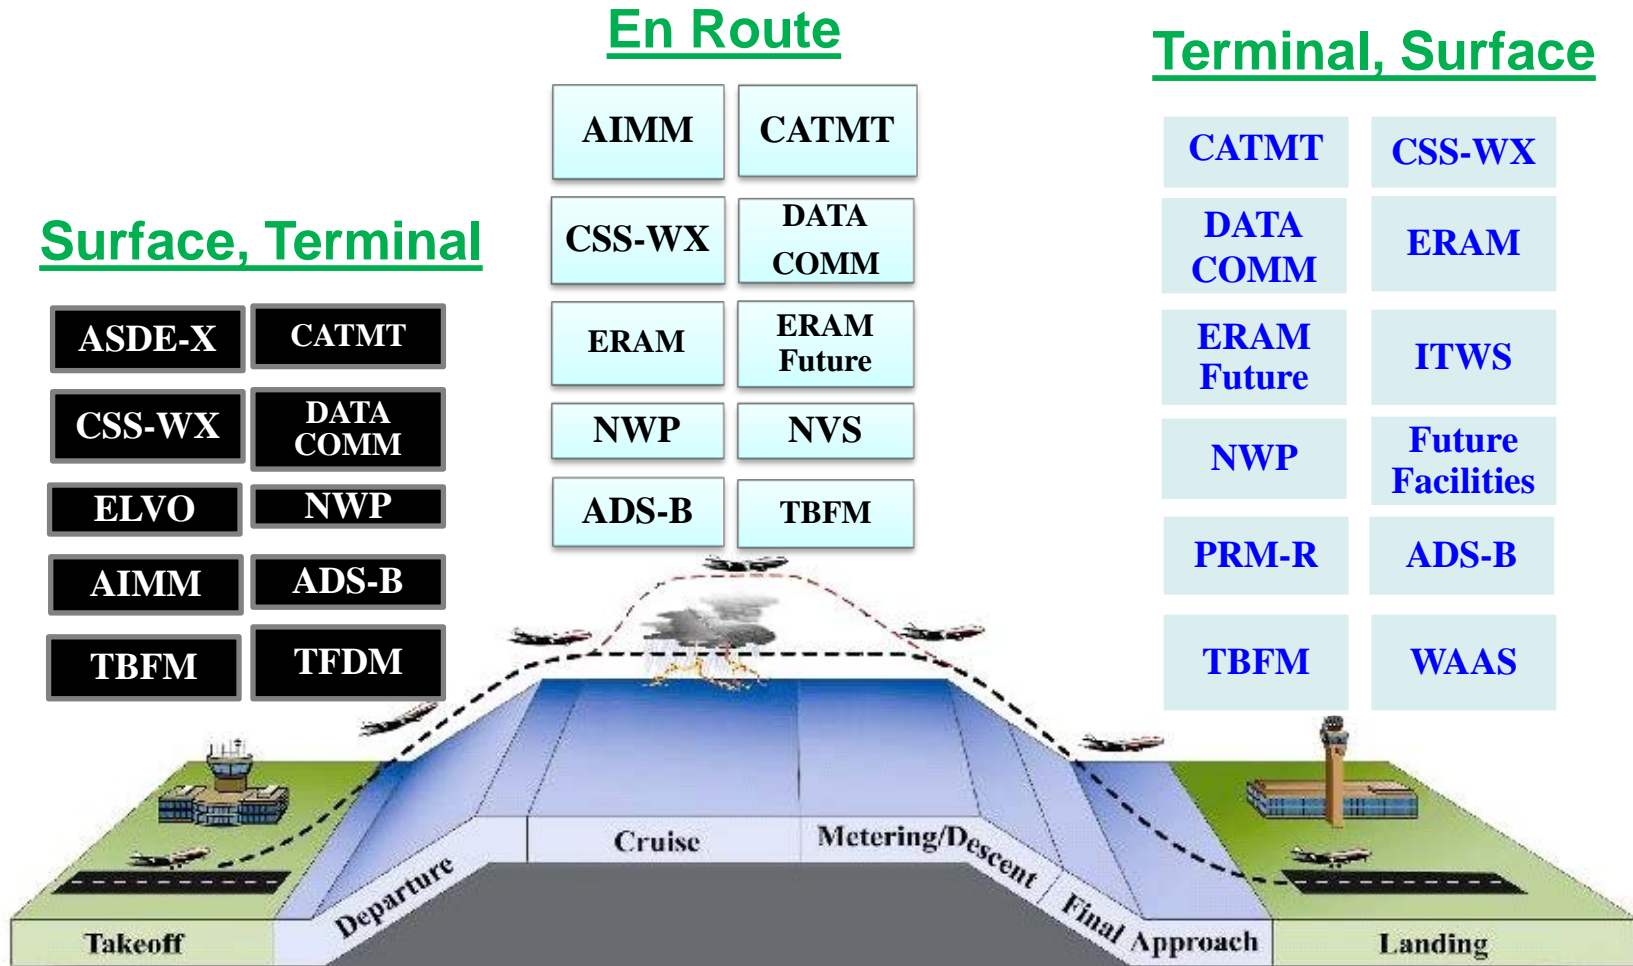 En Route
Terminal, Surface
Surface, Terminal
ASDE-X
CATMT
CSS-WX
DATA
COMM
ELVO
NWP
AIMM
ADS-B
TBFM
TFDM
AIMM
CATMT
CSS-WX
DATA
COMM
ERAM
ERAM
Future
NWP
NVS
ADS-B
TBFM
CATMT
CSS-WX
DATA
COMM
ERAM
ERAM
Future
ITWS
NWP
Future
Facilities
PRM-R
ADS-B
TBFM
WAAS
Takeoff
Departure
Cruise
Metering/Descent
Final Approach
Landing